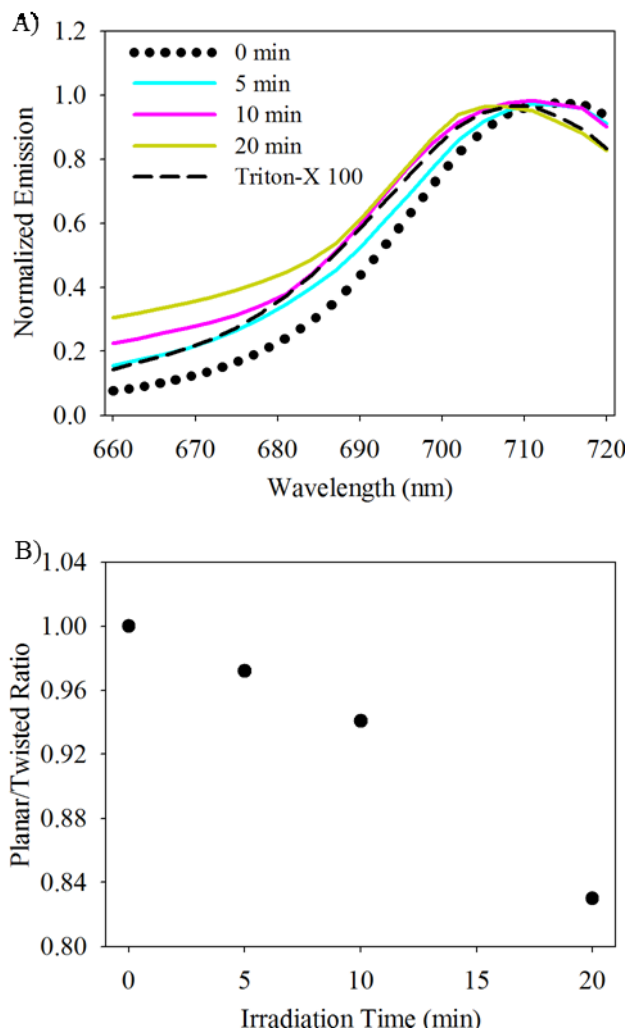 A)
1.2
1.0
0.8
0.6
0.4
0.2
0.0
Normalized Emission
0 min
5 min
10 min
20 min
Triton-X 100
660 670 680 690 700 710 720
Wavelength (nm)
B)
1.04
1.00
0.96
0.92
0.88
0.84
0.80
Planar/Twisted Ratio
0 5 10 15 20
Irradiation Time (min)